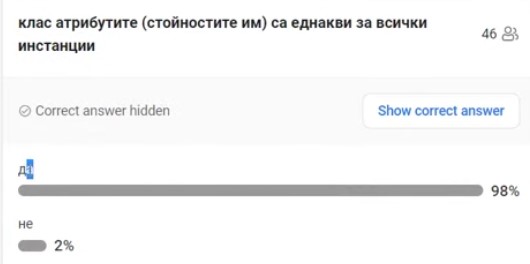 клас атрибутите (стойностите им) са еднакви за всички
инстанции
46
Correct answer hidden
Show correct answer
да
98%
не
2%